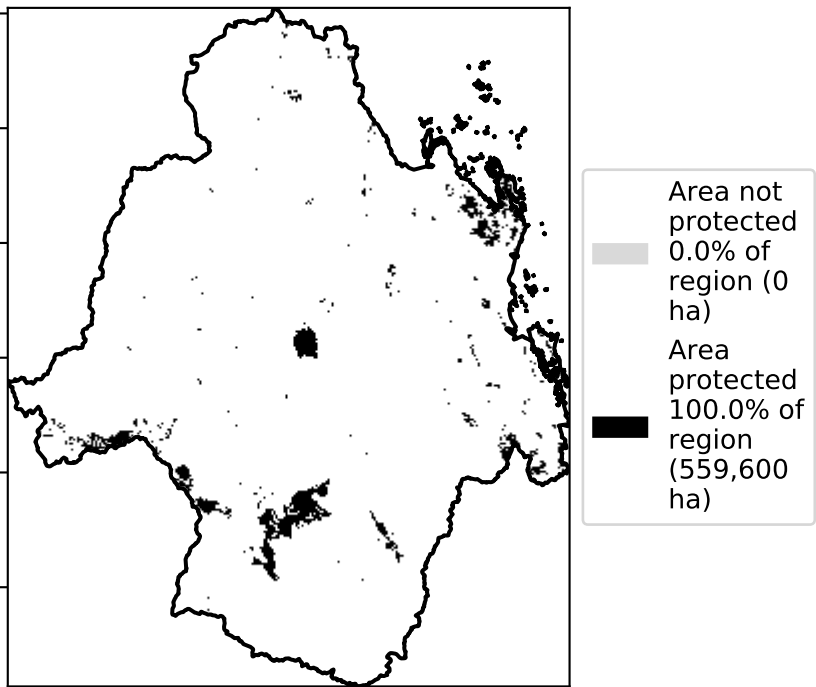 Area not
protected
0.0% of
region (0
ha)
Area
protected
100.0% of
region
(559,600
ha)